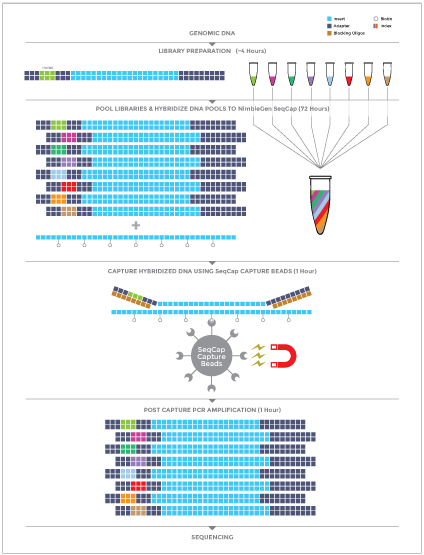 Insert
Biotin
Adapter
Index
Blocking Oligos
GENOMIC DNA
LIBRARY PREPARATION (~4 Hours)
Index
POOL LIBRARIES & HYBRIDIZE DNA POOLS TO NimbleGen SeqCap (72 Hours)
+
CAPTURE HYBRIDIZED DNA USING SeqCap CAPTURE BEADS (1 Hour)
SeqCap
Capture
Beads
POST CAPTURE PCR AMPLIFICATION (1 Hour)
SEQUENCING